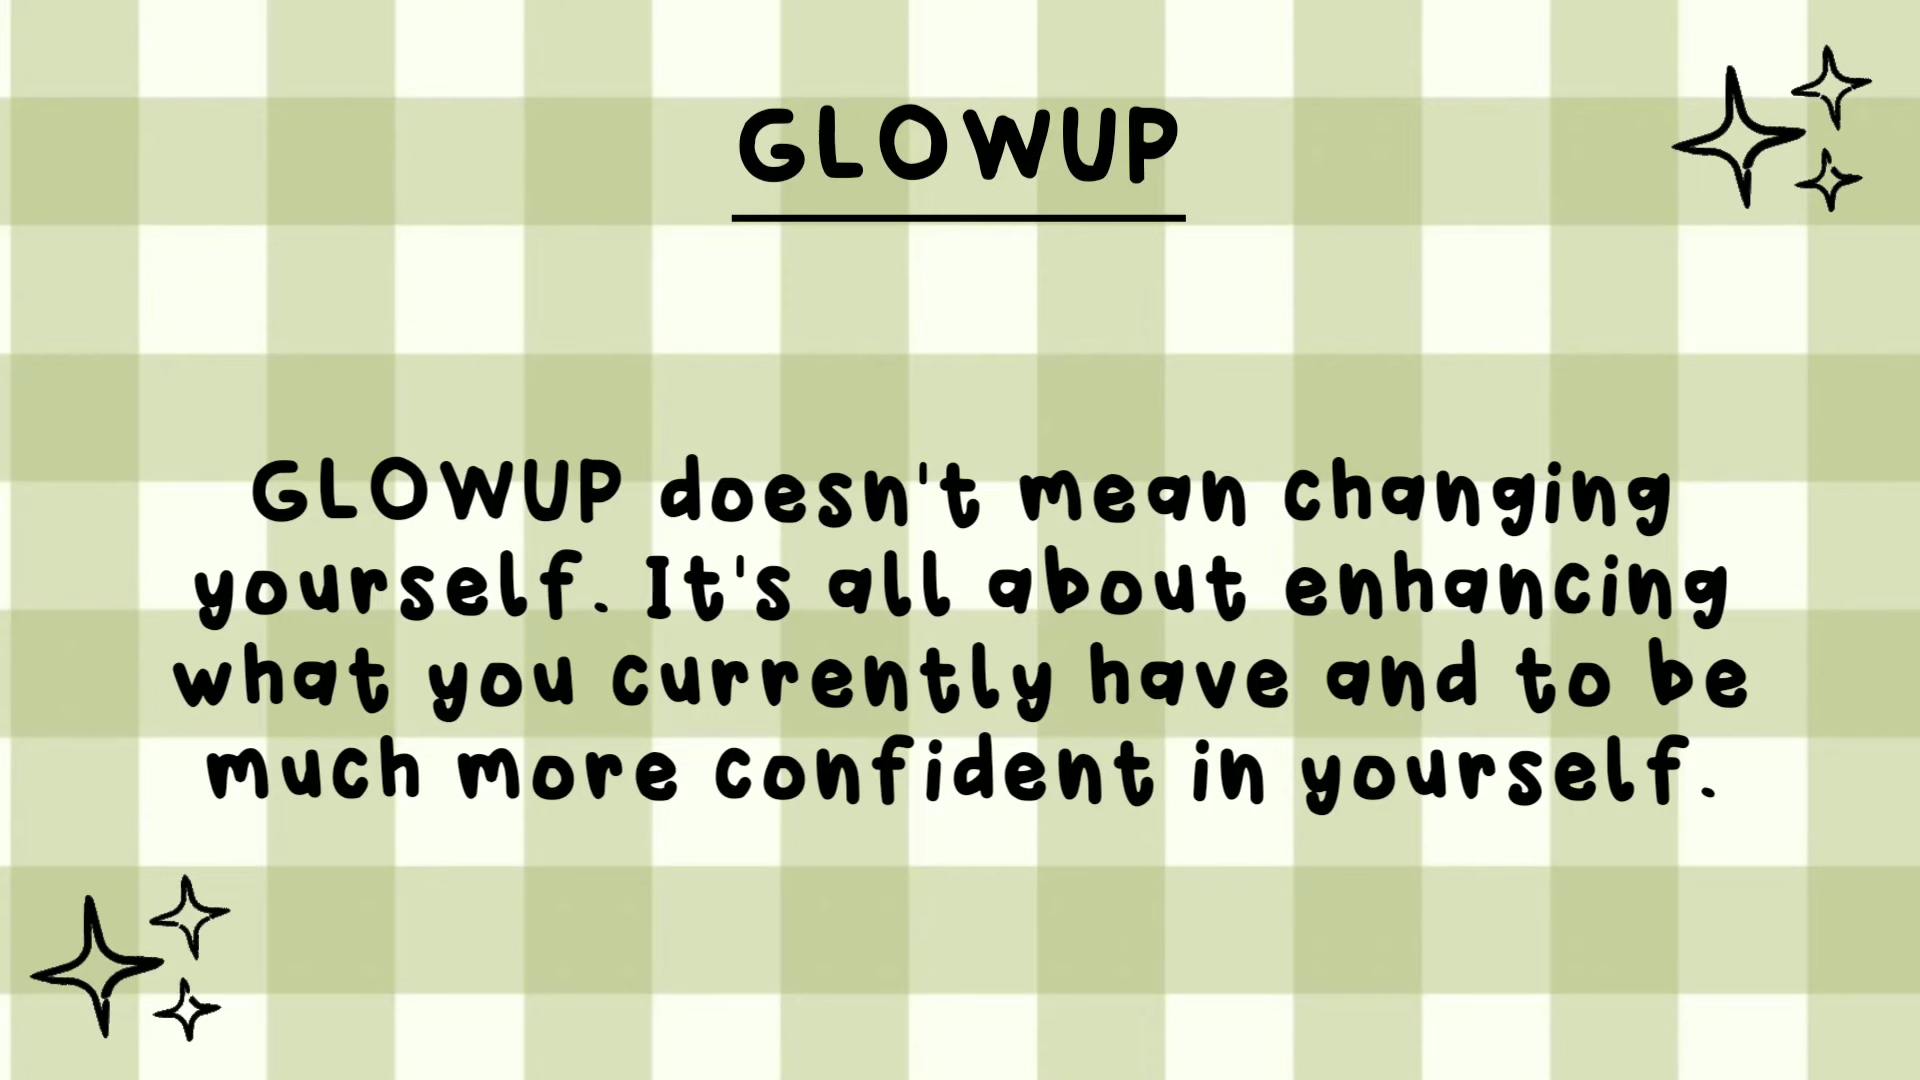 GLOWUP
GLOWUP doesn't mean changing
yourself. It's all about enhancing
what you currently have and to be
much more confident in yourself.